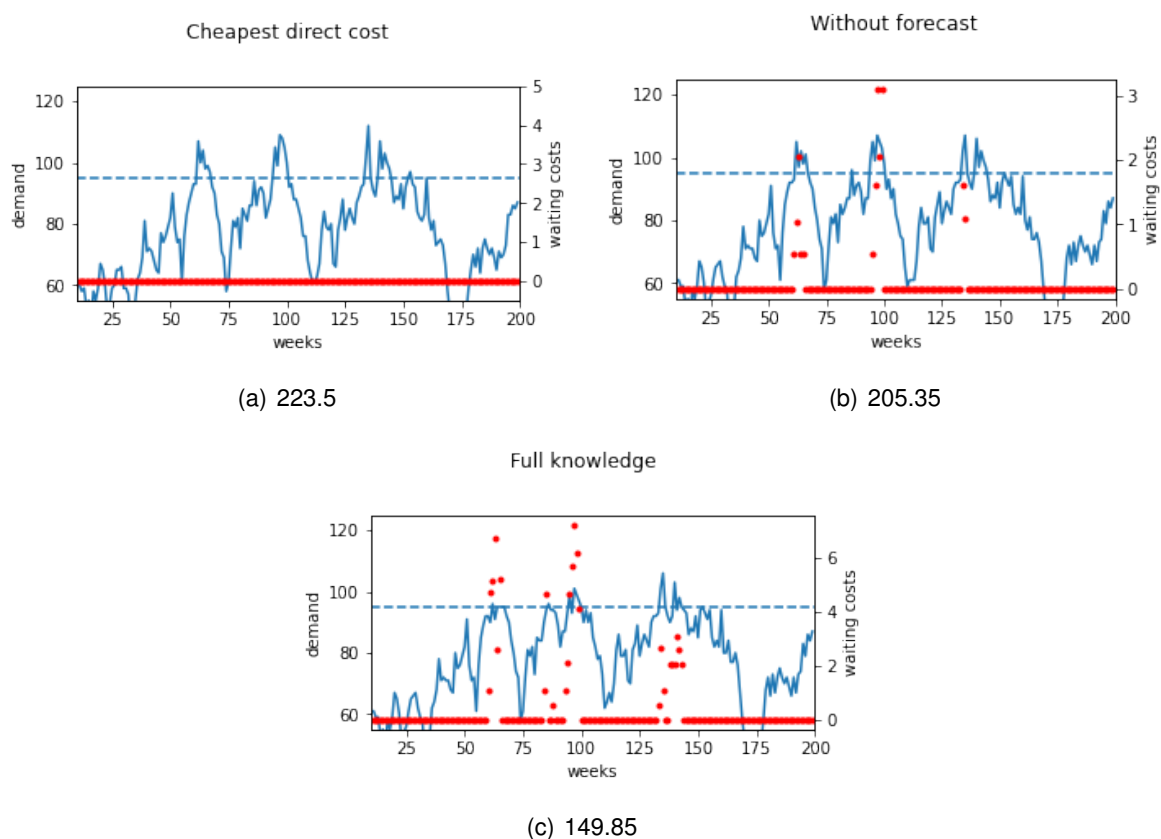 Cheapest direct cost
120
100
80
60
demand
5
4
3
2
1
0
waiting costs
25 50 75 100 125 150 175 200
weeks
(a) 223.5
Without forecast
120
100
80
60
demand
3
2
1
0
waiting costs
25 50 75 100 125 150 175 200
weeks
(b) 205.35
Full knowledge
120
100
80
60
demand
6
4
2
0
waiting costs
25 50 75 100 125 150 175 200
weeks
(c) 149.85